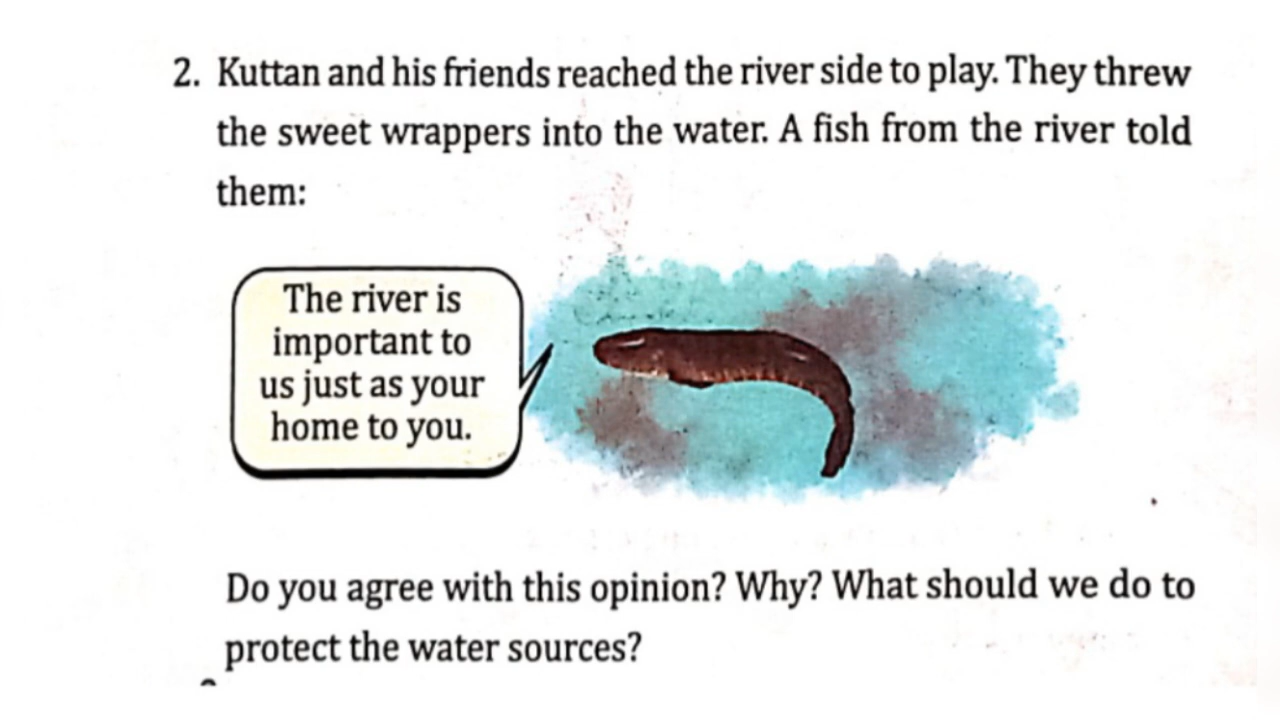 2. Kuttan and his friends reached the river side to play. They threw
the sweet wrappers into the water. A fish from the river told
them:
The river is
important to
us just as your
home to you.
Do you agree with this opinion? Why? What should we do to
protect the water sources?